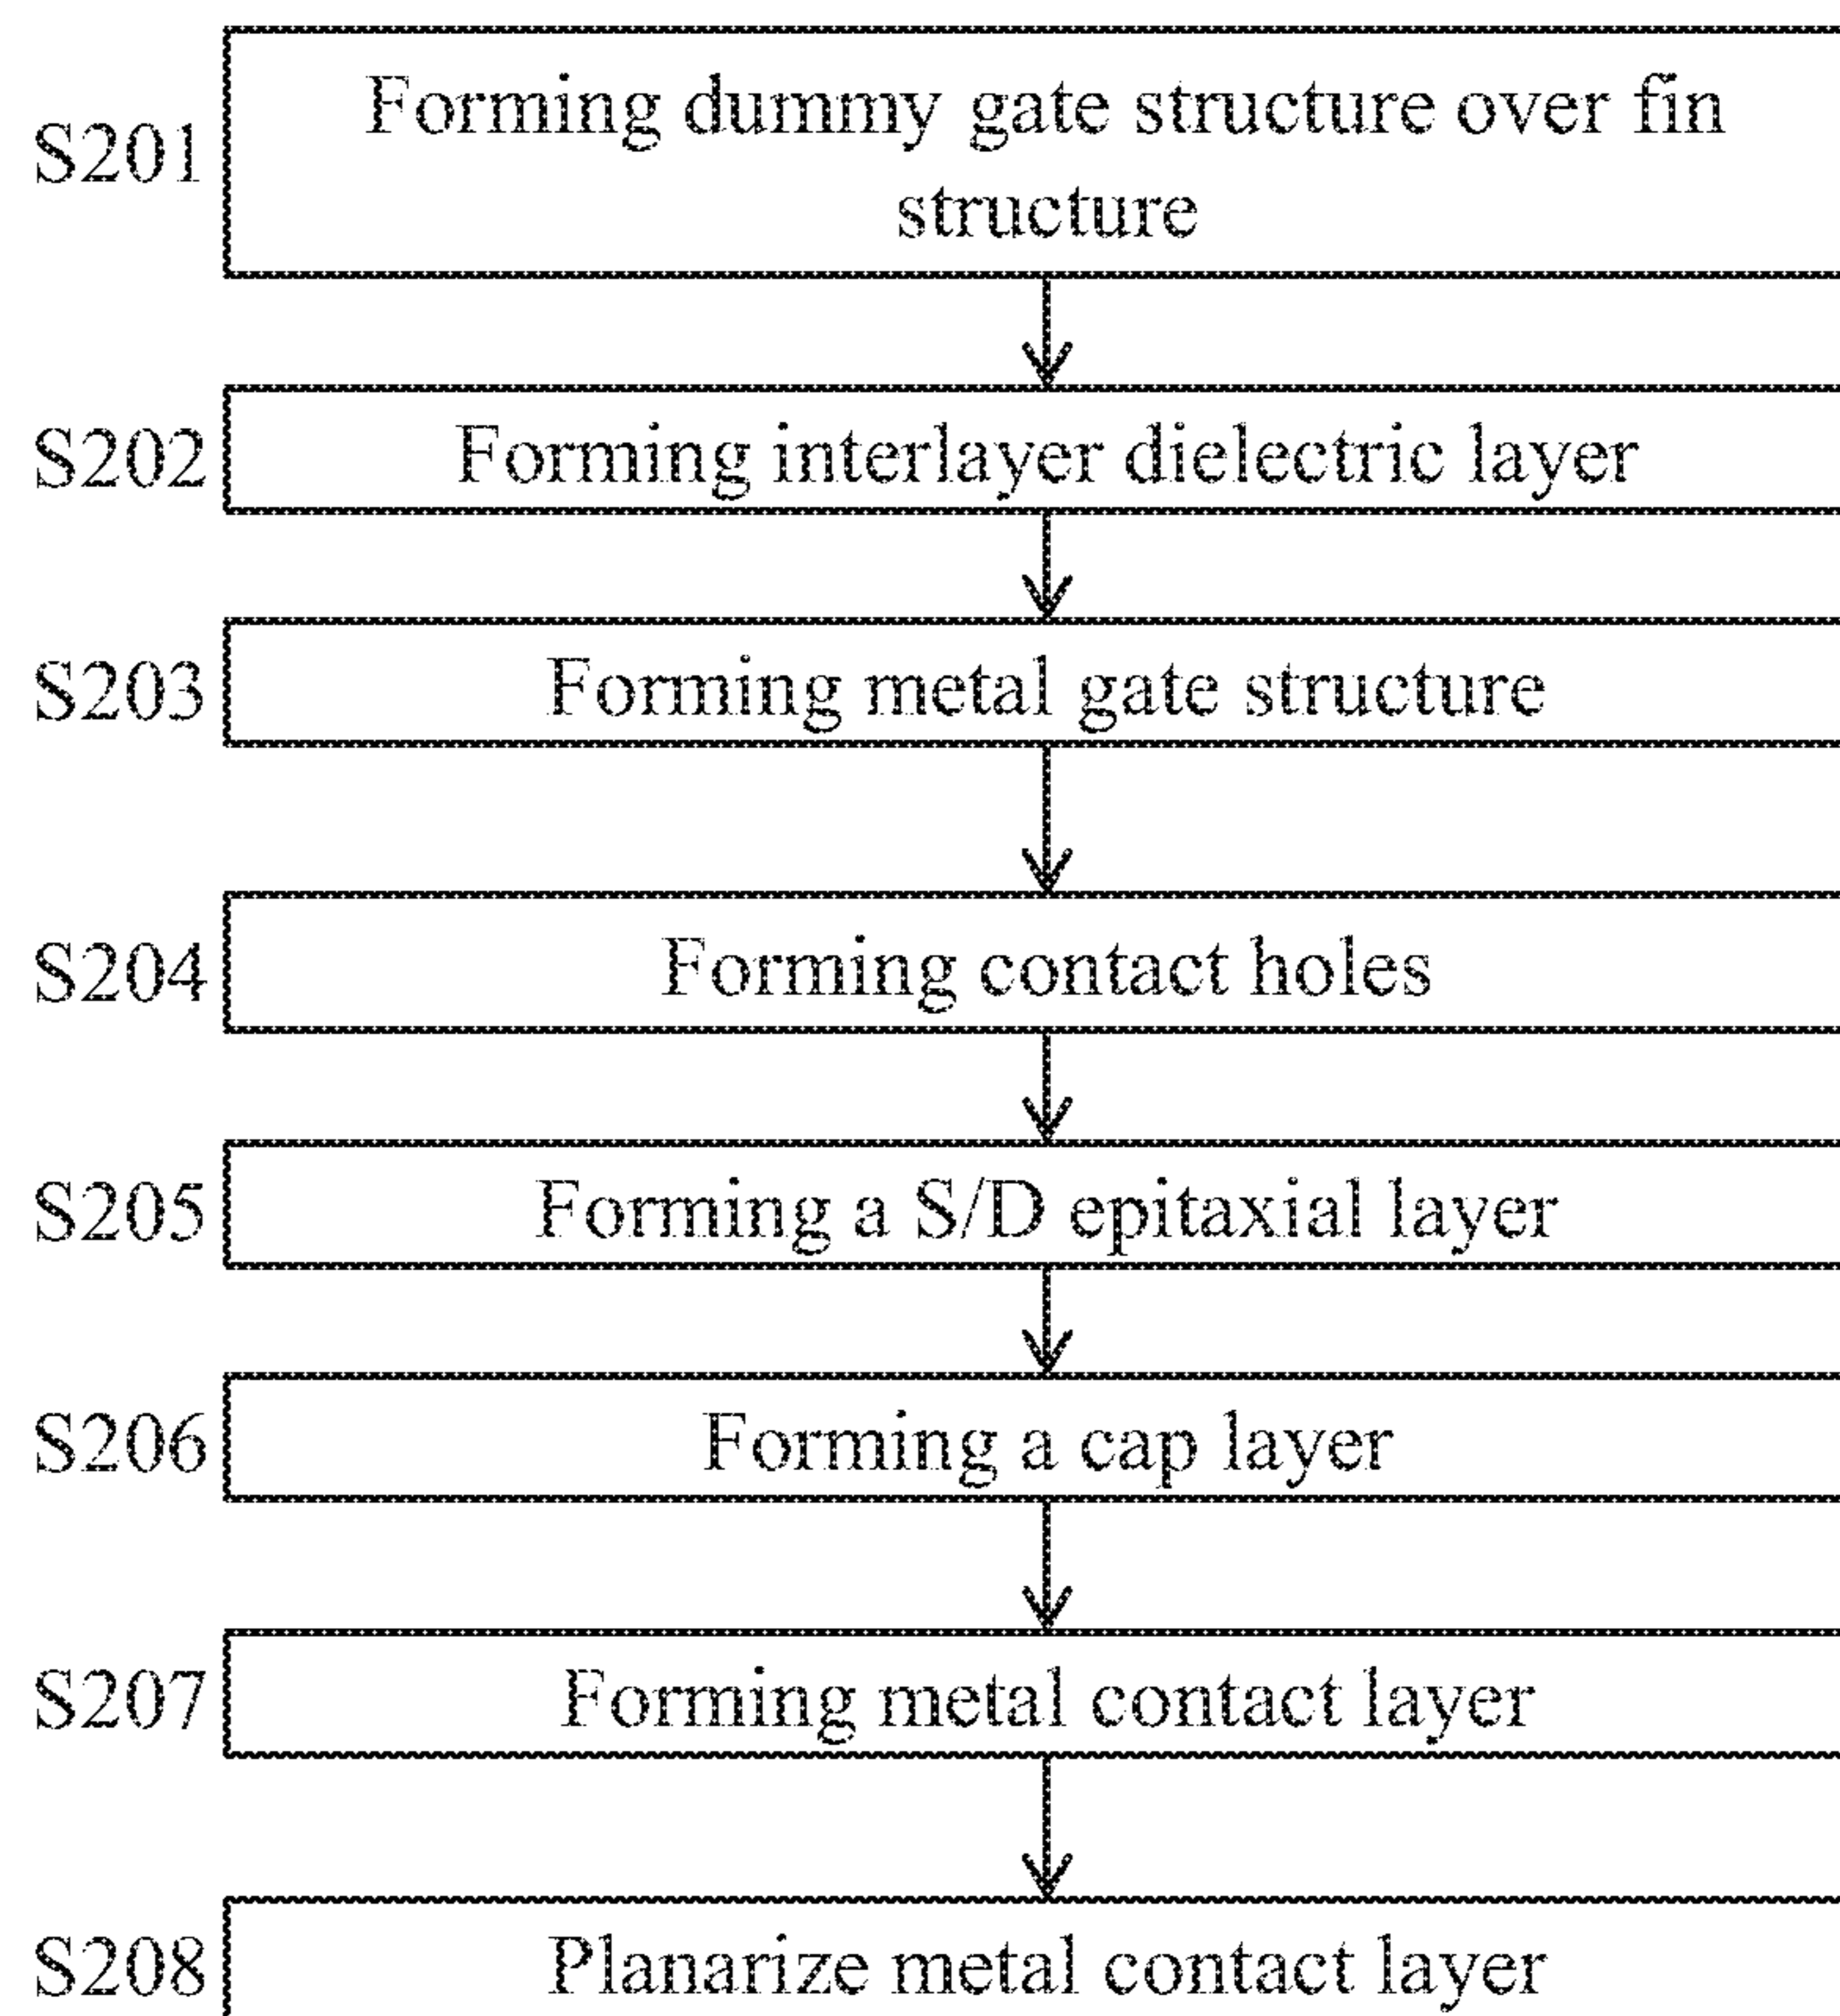 S201
Forming dummy gate structure over fin
structure
S202
Forming interlayer dielectric layer
S203
Forming metal gate structure
S204
Forming contact holes
S205
Forming a S/D epitaxial layer
S206
Forming a cap layer
S207
Forming metal contact layer
S208
Planarize metal contact layer